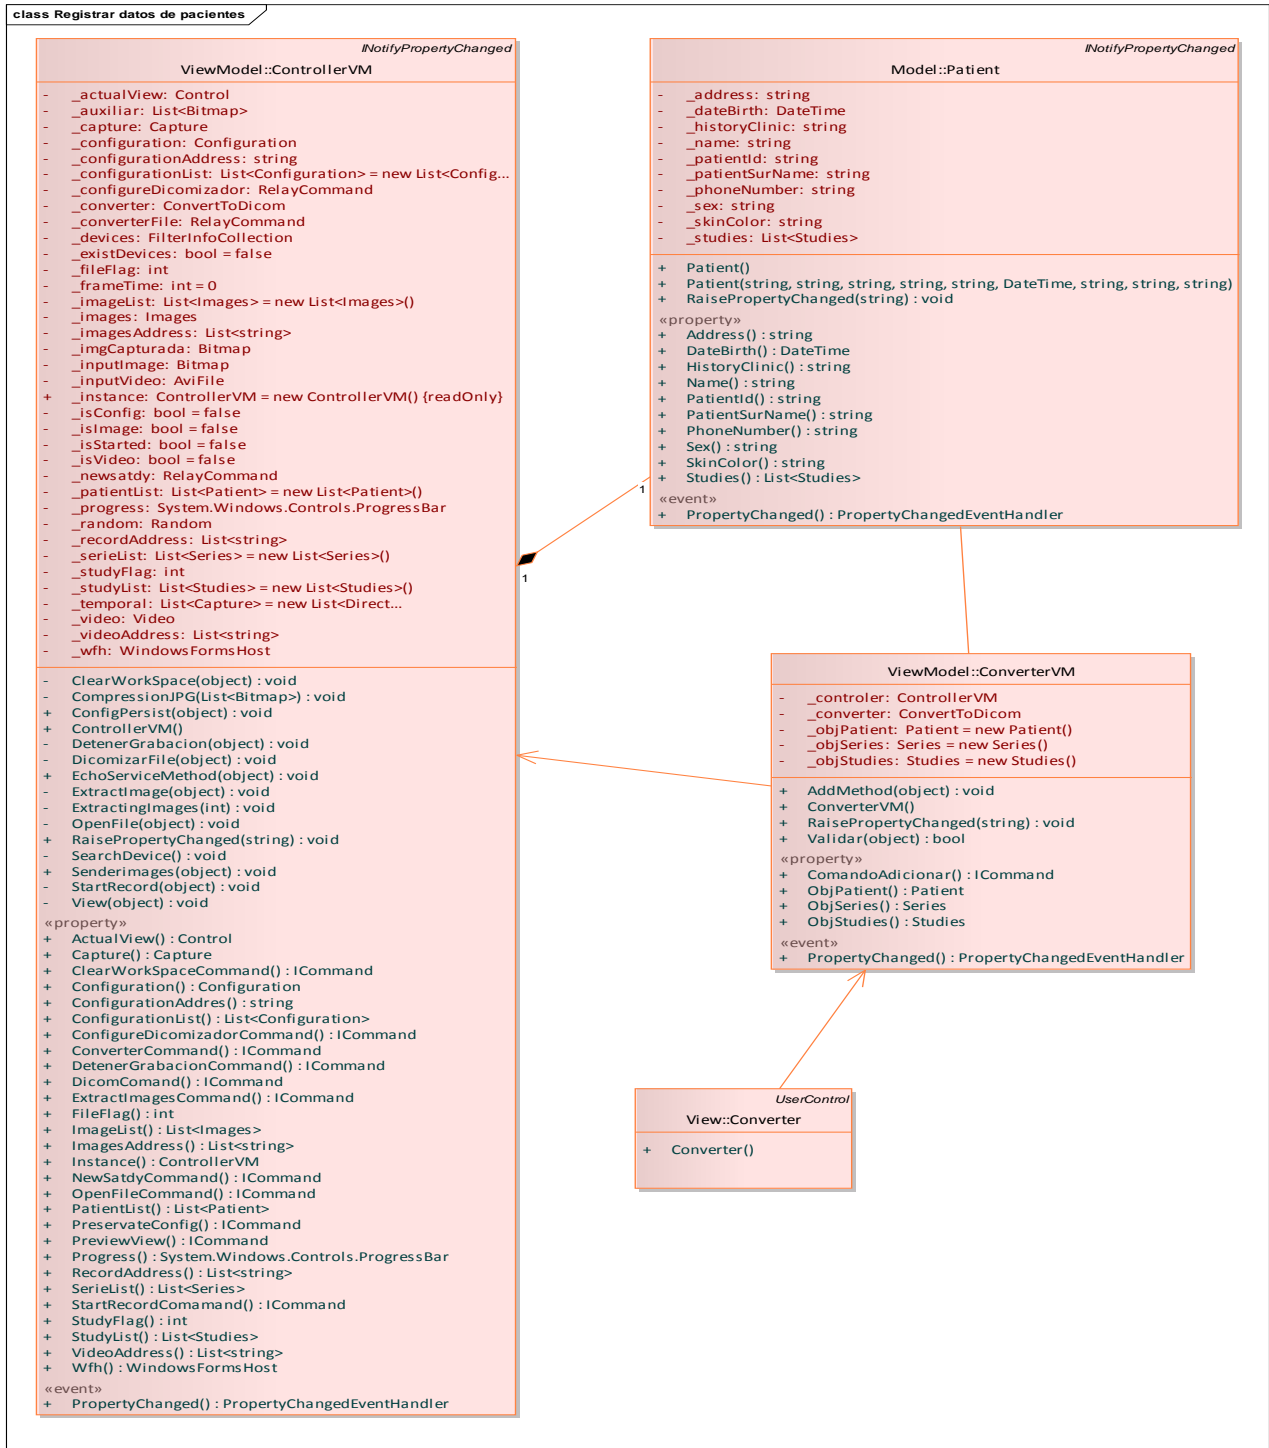 class Registrar datos de pacientes
INotifyPropertyChanged
ViewModel::ControllerVM
- _actualView: Control
- _auxiliar: List<Bitmap>
- _capture: Capture
- _configuration: Configuration
- _configurationAddress: string
- _configurationList: List<Configuration> = new List<Config...
- _configureDicomizador: RelayCommand
- _converter: ConvertToDicom
- _converterFile: RelayCommand
- _devices: FilterInfoCollection
- _existDevices: bool = false
- _fileFlag: int
- _frameTime: int = 0
- _imageList: List<Images> = new List<Images>()
- _images: Images
- _imagesAddress: List<string>
- _imgCapturada: Bitmap
- _inputImage: Bitmap
- _inputVideo: AviFile
+ _instance: ControllerVM = new ControllerVM() {readOnly}
- _isConfig: bool = false
- _isImage: bool = false
- _isStarted: bool = false
- _isVideo: bool = false
- _newsatdy: RelayCommand
- _patientList: List<Patient> = new List<Patient>()
- _progress: System.Windows.Controls.ProgressBar
- _random: Random
- _recordAddress: List<string>
- _serieList: List<Series> = new List<Series>()
- _studyFlag: int
- _studyList: List<Studies> = new List<Studies>()
- _temporal: List<Capture> = new List<Direct...
- _video: Video
- _videoAddress: List<string>
- _wfh: WindowsFormsHost
- ClearWorkSpace(object) : void
- CompressionJPG(List<Bitmap>) : void
+ ConfigPersist(object) : void
+ ControllerVM()
- DetenerGrabacion(object) : void
- DicomizarFile(object) : void
+ EchoServiceMethod(object) : void
- ExtractImage(object) : void
- ExtractingImages(int) : void
- OpenFile(object) : void
+ RaisePropertyChanged(string) : void
- SearchDevice() : void
+ Senderimages(object) : void
- StartRecord(object) : void
- View(object) : void
«property»
+ ActualView() : Control
+ Capture() : Capture
+ ClearWorkSpaceCommand() : ICommand
+ Configuration() : Configuration
+ ConfigurationAddres() : string
+ ConfigurationList() : List<Configuration>
+ ConfigureDicomizadorCommand() : ICommand
+ ConverterCommand() : ICommand
+ DetenerGrabacionCommand() : ICommand
+ DicomComand() : ICommand
+ ExtractImagesCommand() : ICommand
+ FileFlag() : int
+ ImageList() : List<Images>
+ ImagesAddress() : List<string>
+ Instance() : ControllerVM
+ NewSatdyCommand() : ICommand
+ OpenFileCommand() : ICommand
+ PatientList() : List<Patient>
+ PreservateConfig() : ICommand
+ PreviewView() : ICommand
+ Progress() : System.Windows.Controls.ProgressBar
+ RecordAddress() : List<string>
+ SerieList() : List<Series>
+ StartRecordComamand() : ICommand
+ StudyFlag() : int
+ StudyList() : List<Studies>
+ VideoAddress() : List<string>
+ Wfh() : WindowsFormsHost
«event»
+ PropertyChanged() : PropertyChangedEventHandler
INotifyPropertyChanged
Model::Patient
- _address: string
- _dateBirth: DateTime
- _historyClinic: string
- _name: string
- _patientId: string
- _patientSurName: string
- _phoneNumber: string
- _sex: string
- _skinColor: string
- _studies: List<Studies>
+ Patient()
+ Patient(string, string, string, string, string, DateTime, string, string, string)
+ RaisePropertyChanged(string) : void
«property»
+ Address() : string
+ DateBirth() : DateTime
+ HistoryClinic() : string
+ Name() : string
+ PatientId() : string
+ PatientSurName() : string
+ PhoneNumber() : string
+ Sex() : string
+ SkinColor() : string
+ Studies() : List<Studies>
«event»
+ PropertyChanged() : PropertyChangedEventHandler
1
1
ViewModel::ConverterVM
- _controler: ControllerVM
- _converter: ConvertToDicom
- _objPatient: Patient = new Patient()
- _objSeries: Series = new Series()
- _objStudies: Studies = new Studies()
+ AddMethod(object) : void
+ ConverterVM()
+ RaisePropertyChanged(string) : void
+ Validar(object) : bool
«property»
+ ComandoAdicionar() : ICommand
+ ObjPatient() : Patient
+ ObjSeries() : Series
+ ObjStudies() : Studies
«event»
+ PropertyChanged() : PropertyChangedEventHandler
UserControl
View::Converter
+ Converter()